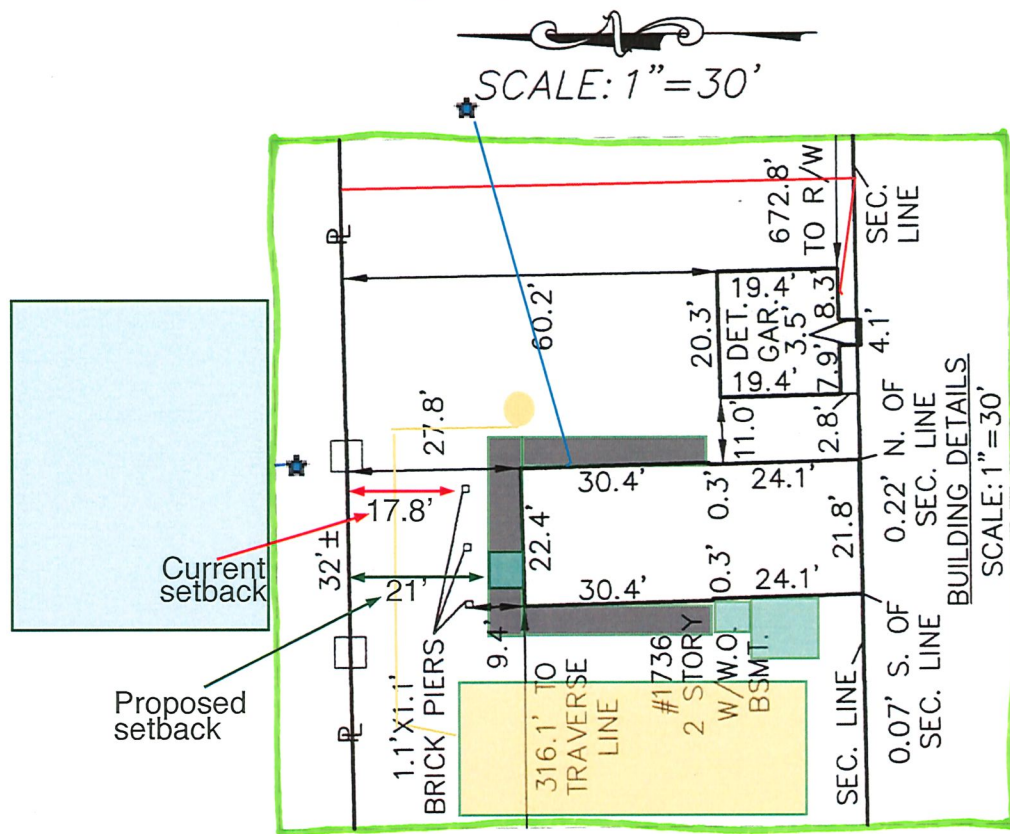 SCALE: 1"=30'
672.8'
TO R/W
SEC.
LINE
60.2'
20.3'
19.4'
DET.
GAR.
3.5'
19.4'
8.3'
7.9'
4.1'
27.8'
11.0'
2.8'
30.4'
0.3'
24.1'
0.22' N. OF
SEC. LINE
BUILDING DETAILS
SCALE: 1"=30'
17.8'
Current
setback
32'±
22.4'
21.8'
21'
Proposed
setback
30.4'
0.3'
24.1'
9.4'
1.1'X1.1'
BRICK PIERS
316.1' TO
TRAVERSE
LINE
#1736
2 STORY
W/W.O.
BSMT.
SEC. LINE
0.07' S. OF
SEC. LINE
PL
PL